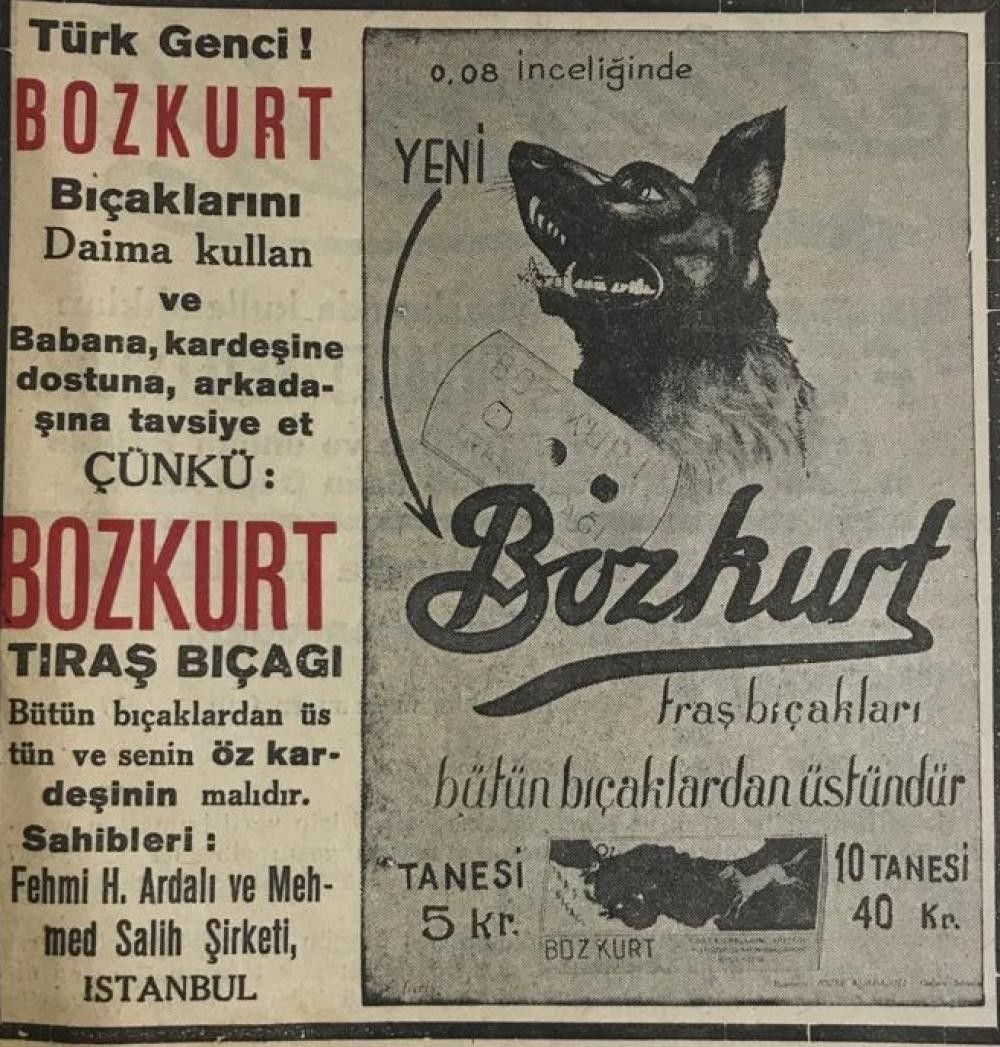 Türk Genci!
BOZKURT
Bıçaklarını
Daima kullan
ve
Babana, kardeşine
dostuna, arkada-
şına tavsiye et
ÇÜNKÜ:
BOZKURT
TIRAŞ BIÇAGI
Bütün bıçaklardan üs
tün ve senin öz kar-
deşinin malıdır.
Sahibleri:
Fehmi H. Ardalı ve Meh-
med Salih Şirketi,
ISTANBUL
0,08 inceliğinde
YENİ
BOZKURT
Bozkurt
traş bıçakları
bütün bıçaklardan üstündür
TANESİ
5 kr.
BOZKURT
10 TANESİ
40 Kr.